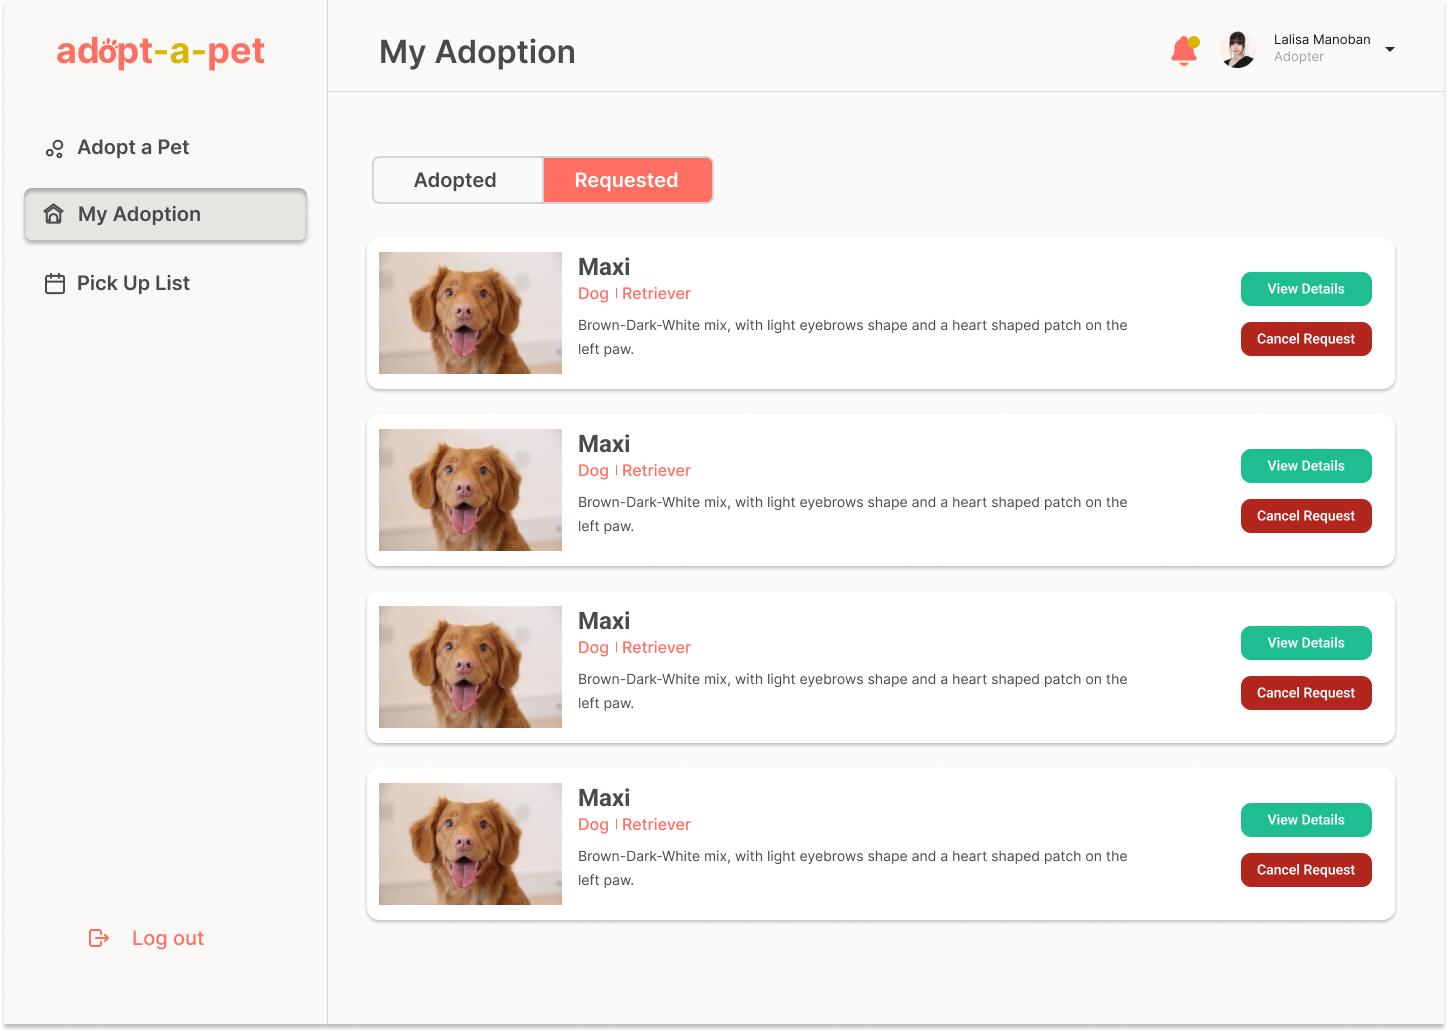 adopt-a-pet
My Adoption
Lalisa Manoban
Adopter
Adopt a Pet
My Adoption
Pick Up List
Log out
Adopted
Requested
Maxi
Dog | Retriever
Brown-Dark-White mix, with light eyebrows shape and a heart shaped patch on the
left paw.
View Details
Cancel Request
Maxi
Dog | Retriever
Brown-Dark-White mix, with light eyebrows shape and a heart shaped patch on the
left paw.
View Details
Cancel Request
Maxi
Dog | Retriever
Brown-Dark-White mix, with light eyebrows shape and a heart shaped patch on the
left paw.
View Details
Cancel Request
Maxi
Dog | Retriever
Brown-Dark-White mix, with light eyebrows shape and a heart shaped patch on the
left paw.
View Details
Cancel Request